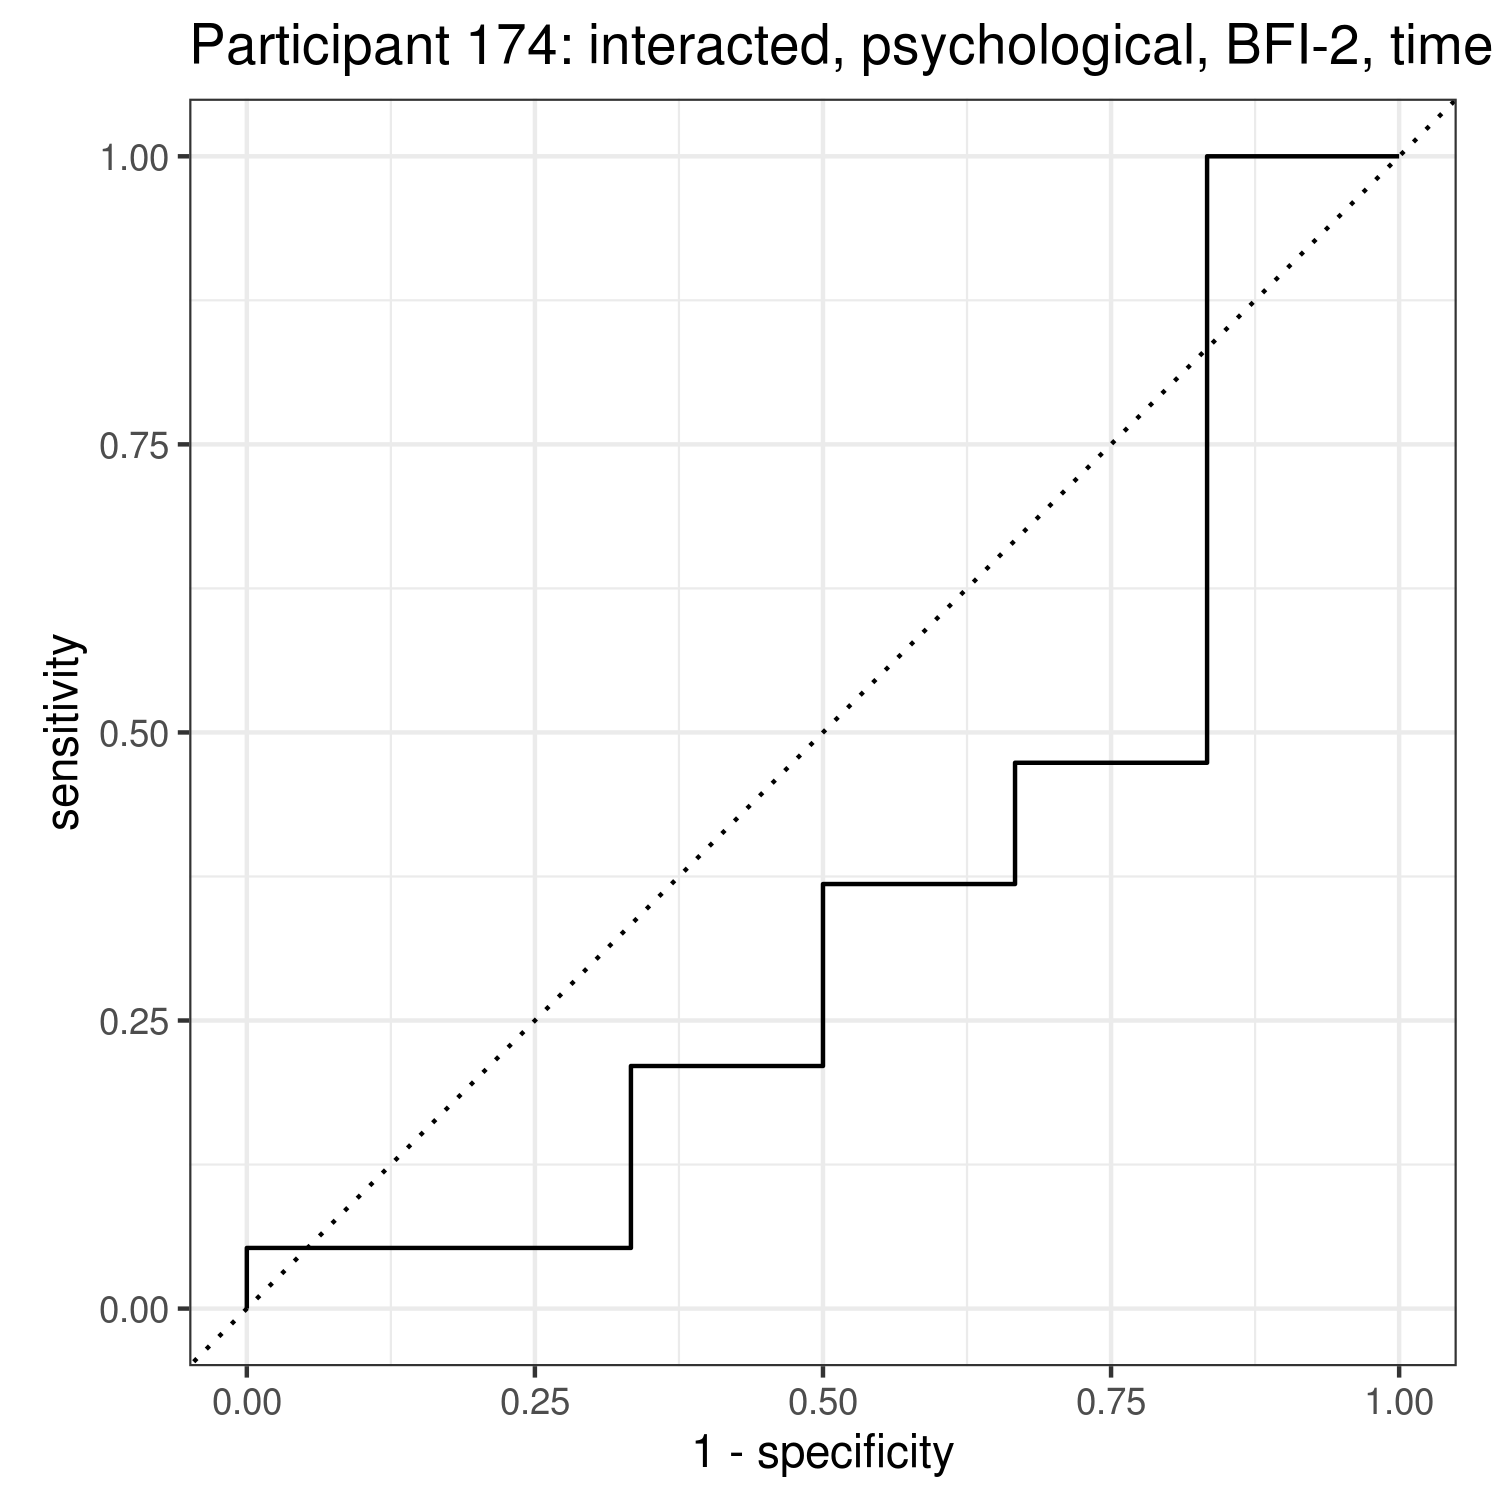 Participant 174: interacted, psychological, BFI-2, time
1.00
0.75
0.50
0.25
0.00
sensitivity
0.00 0.25 0.50 0.75 1.00
1 - specificity